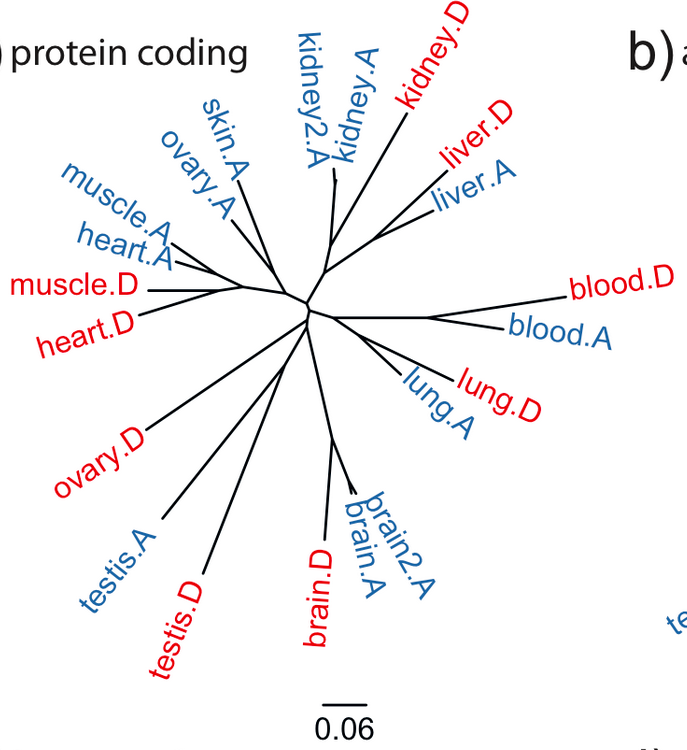 ) protein coding
b) a
kidney.D
kidney2.A
kidney.A
liver.D
liver.A
skin.A
ovary.A
muscle.A
heart.A
muscle.D
heart.D
blood.D
blood.A
lung.D
lung.A
ovary.D
testis.A
testis.D
brain.D
brain.A
brain2.A
te
0.06